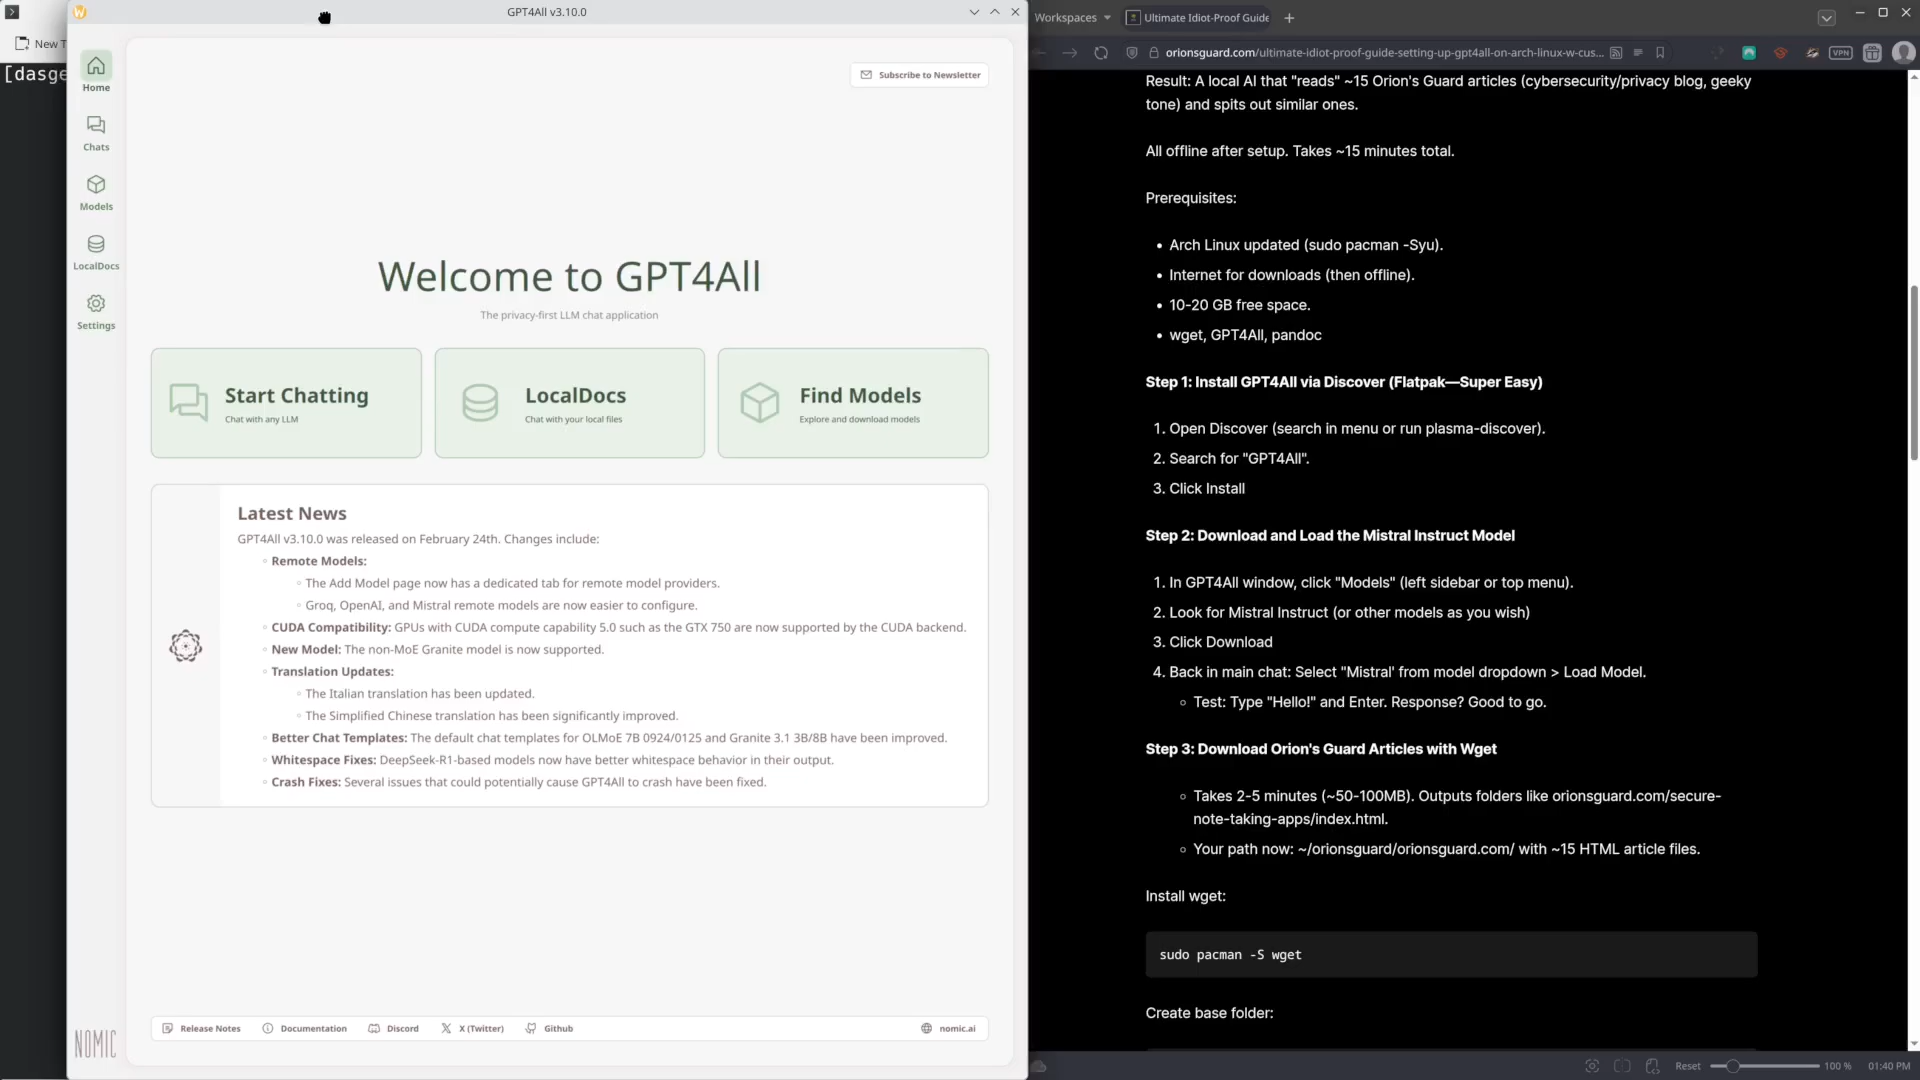 GPT4All v3.10.0
New T
[dasge
Home
Chats
Models
LocalDocs
Settings
NOMIC
Subscribe to Newsletter
Welcome to GPT4All
The privacy-first LLM chat application
Start Chatting
Chat with any LLM
LocalDocs
Chat with your local files
Find Models
Explore and download models
Latest News
GPT4All v3.10.0 was released on February 24th. Changes include:
Remote Models:
The Add Model page now has a dedicated tab for remote model providers.
Groq, OpenAI, and Mistral remote models are now easier to configure.
CUDA Compatibility: GPUs with CUDA compute capability 5.0 such as the GTX 750 are now supported by the CUDA backend.
New Model: The non-MoE Granite model is now supported.
Translation Updates:
The Italian translation has been updated.
The Simplified Chinese translation has been significantly improved.
Better Chat Templates: The default chat templates for OLMoE 7B 0924/0125 and Granite 3.1 3B/8B have been improved.
Whitespace Fixes: DeepSeek-R1-based models now have better whitespace behavior in their output.
Crash Fixes: Several issues that could potentially cause GPT4All to crash have been fixed.
Release Notes
Documentation
Discord
X (Twitter)
Github
nomic.ai
Workspaces
Ultimate Idiot-Proof Guide
orionsguard.com/ultimate-idiot-proof-guide-setting-up-gpt4all-on-arch-linux-w-cus...
VPN
Result: A local AI that "reads" ~15 Orion's Guard articles (cybersecurity/privacy blog, geeky
tone) and spits out similar ones.
All offline after setup. Takes ~15 minutes total.
Prerequisites:
• Arch Linux updated (sudo pacman -Syu).
• Internet for downloads (then offline).
• 10-20 GB free space.
• wget, GPT4All, pandoc
Step 1: Install GPT4All via Discover (Flatpak—Super Easy)
1. Open Discover (search in menu or run plasma-discover).
2. Search for "GPT4All".
3. Click Install
Step 2: Download and Load the Mistral Instruct Model
1. In GPT4All window, click "Models" (left sidebar or top menu).
2. Look for Mistral Instruct (or other models as you wish)
3. Click Download
4. Back in main chat: Select "Mistral' from model dropdown > Load Model.
Test: Type "Hello!" and Enter. Response? Good to go.
Step 3: Download Orion's Guard Articles with Wget
Takes 2-5 minutes (~50-100MB). Outputs folders like orionsguard.com/secure-
note-taking-apps/index.html.
Your path now: ~/orionsguard/orionsguard.com/ with ~15 HTML article files.
Install wget:
sudo pacman -S wget
Create base folder:
Reset
100 %
01:40 PM